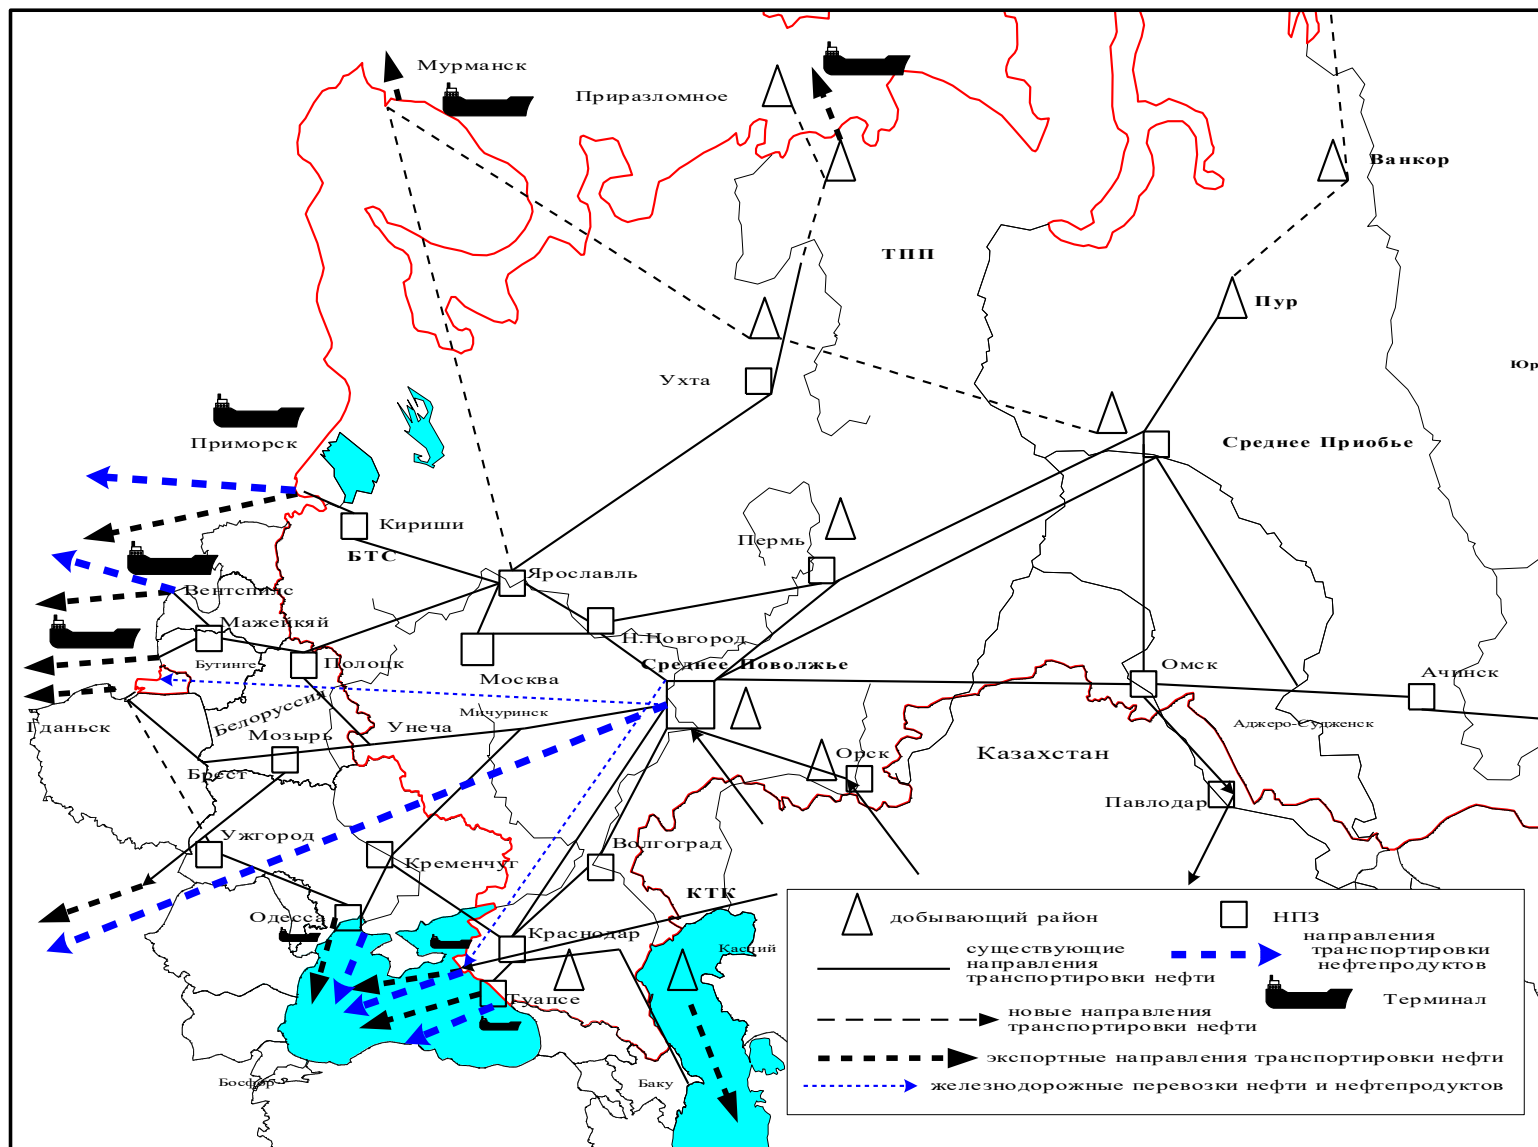 Мурманск
Приразломное
Ванкор
ТПП
Пур
Юр
Ухта
Приморск
Среднее Приобье
Кириши
БТС
Пермь
Ярославль
Вентспилс
Мажейкяй
Н.Новгород
Бутинге
Полоцк
Среднее Поволжье
Москва
Омск
Ачинск
Белоруссия
Мичуринск
Гданьск
Унеча
Мозырь
Аджеро-Судженск
Брест
Орск
Казахстан
Павлодар
Ужгород
Кременчуг
Волгоград
КТК
Одесса
Краснодар
Каспий
Туапсе
Босфор
Баку
добывающий район
НПЗ
существующие
направления
транспортировки нефти
направления
транспортировки
нефтепродуктов
Терминал
новые направления
транспортировки нефти
экспортные направления транспортировки нефти
железнодорожные перевозки нефти и нефтепродуктов